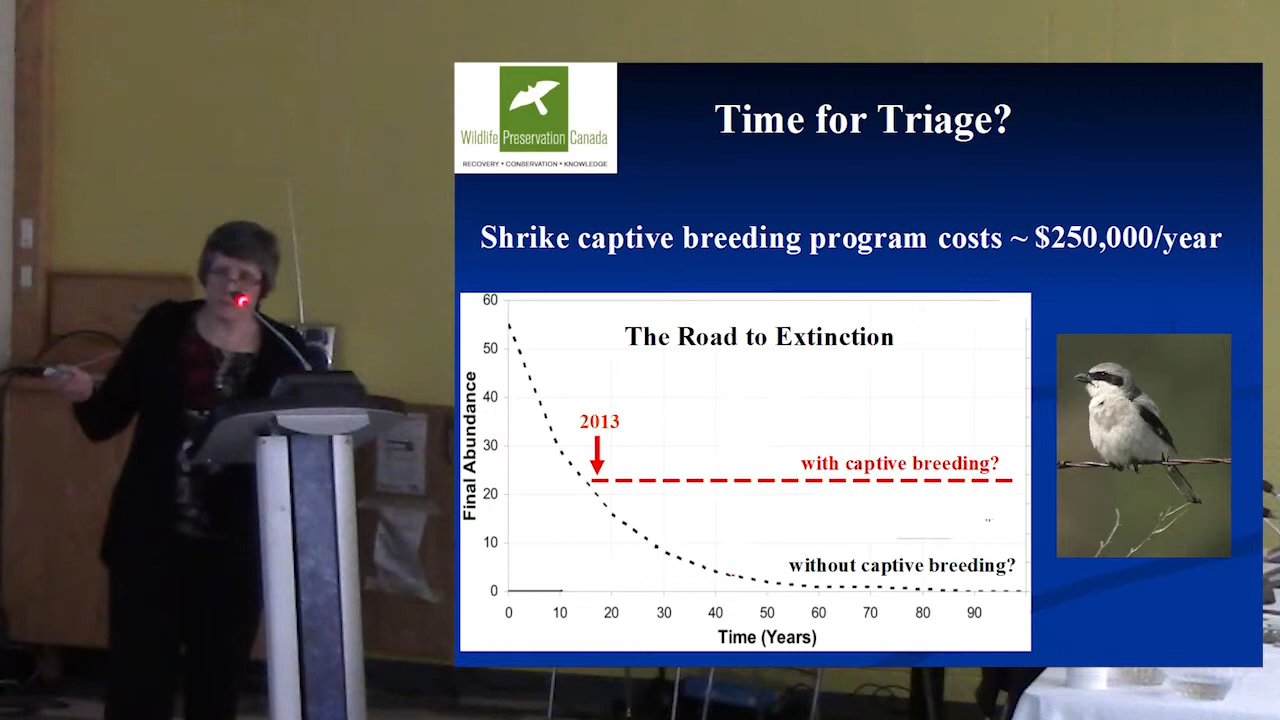 Wildlife Preservation Canada
RECOVERY • CONSERVATION • KNOWLEDGE
Time for Triage?
Shrike captive breeding program costs ~ $250,000/year
The Road to Extinction
Final Abundance
60
50
40
30
20
10
0
2013
with captive breeding?
without captive breeding?
0 10 20 30 40 50 60 70 80 90
Time (Years)